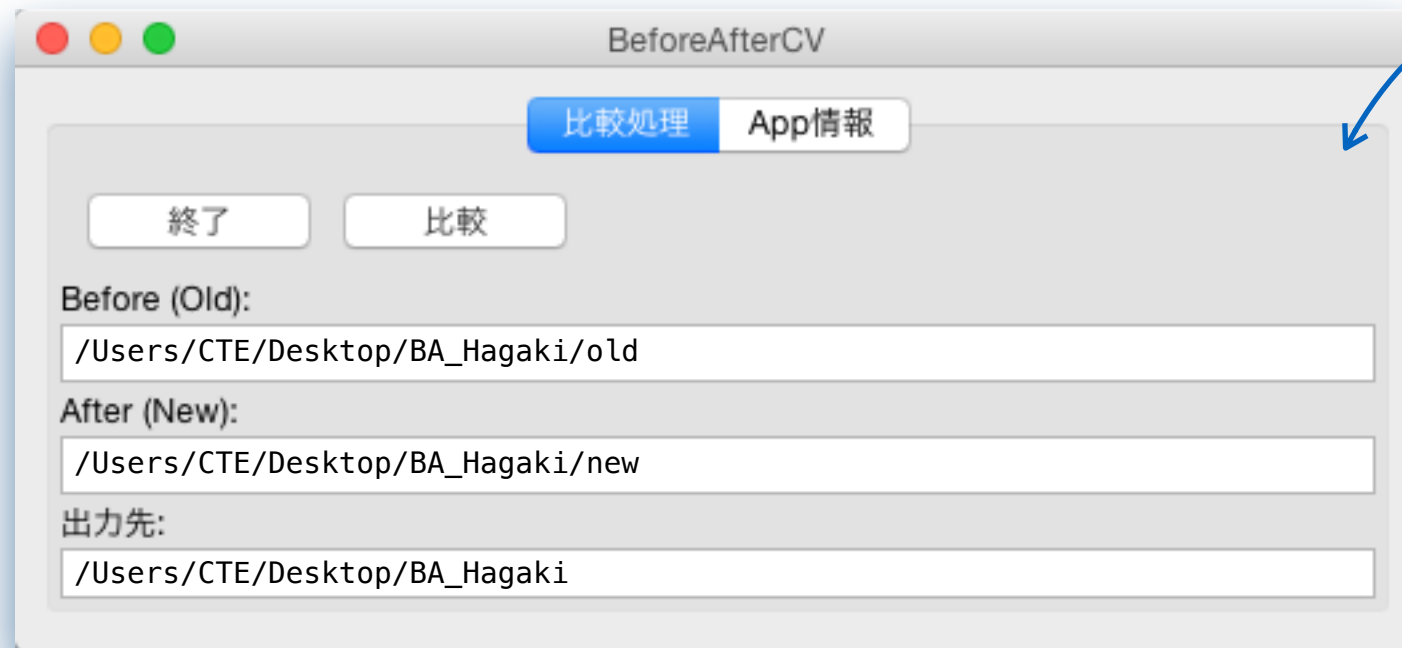 BeforeAfterCV
比較処理 App情報
終了 比較
Before (Old):
/Users/CTE/Desktop/BA_Hagaki/old
After (New):
/Users/CTE/Desktop/BA_Hagaki/new
出力先:
/Users/CTE/Desktop/BA_Hagaki